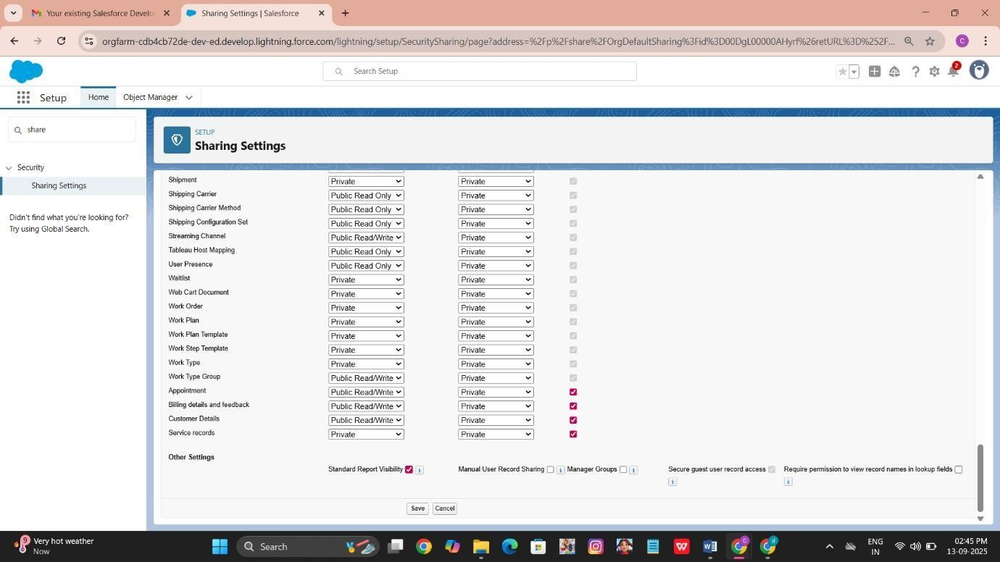 Your existing Salesforce Develo
Sharing Settings | Salesforce
orgfarm-cdb4cb72de-dev-ed.develop.lightning.force.com/lightning/setup/SecuritySharing/page?address=%2Fp%2Fshare%2FOrgDefaultSharing%3Fid%3D00DgL00000AHyrf%26retURL%3D%252F...
C
Search Setup
2
Setup
Home
Object Manager
share
Security
Sharing Settings
Didn't find what you're looking for?
Try using Global Search.
SETUP
Sharing Settings
Shipment Private Private
Shipping Carrier Public Read Only Private
Shipping Carrier Method Public Read Only Private
Shipping Configuration Set Public Read Only Private
Streaming Channel Public Read/Write Private
Tableau Host Mapping Public Read Only Private
User Presence Public Read Only Private
Waitlist Private Private
Web Cart Document Private Private
Work Order Private Private
Work Plan Private Private
Work Plan Template Private Private
Work Step Template Private Private
Work Type Private Private
Work Type Group Public Read/Write Private
Appointment Public Read/Write Private
Billing details and feedback Public Read/Write Private
Customer Details Public Read/Write Private
Service records Private Private
Other Settings
Standard Report Visibility i Manual User Record Sharing i Manager Groups i Secure guest user record access Require permission to view record names in lookup fields
i i
Save Cancel
9
Very hot weather
Now
Search
W
W
C
d
ENG
IN
02:45 PM
13-09-2025